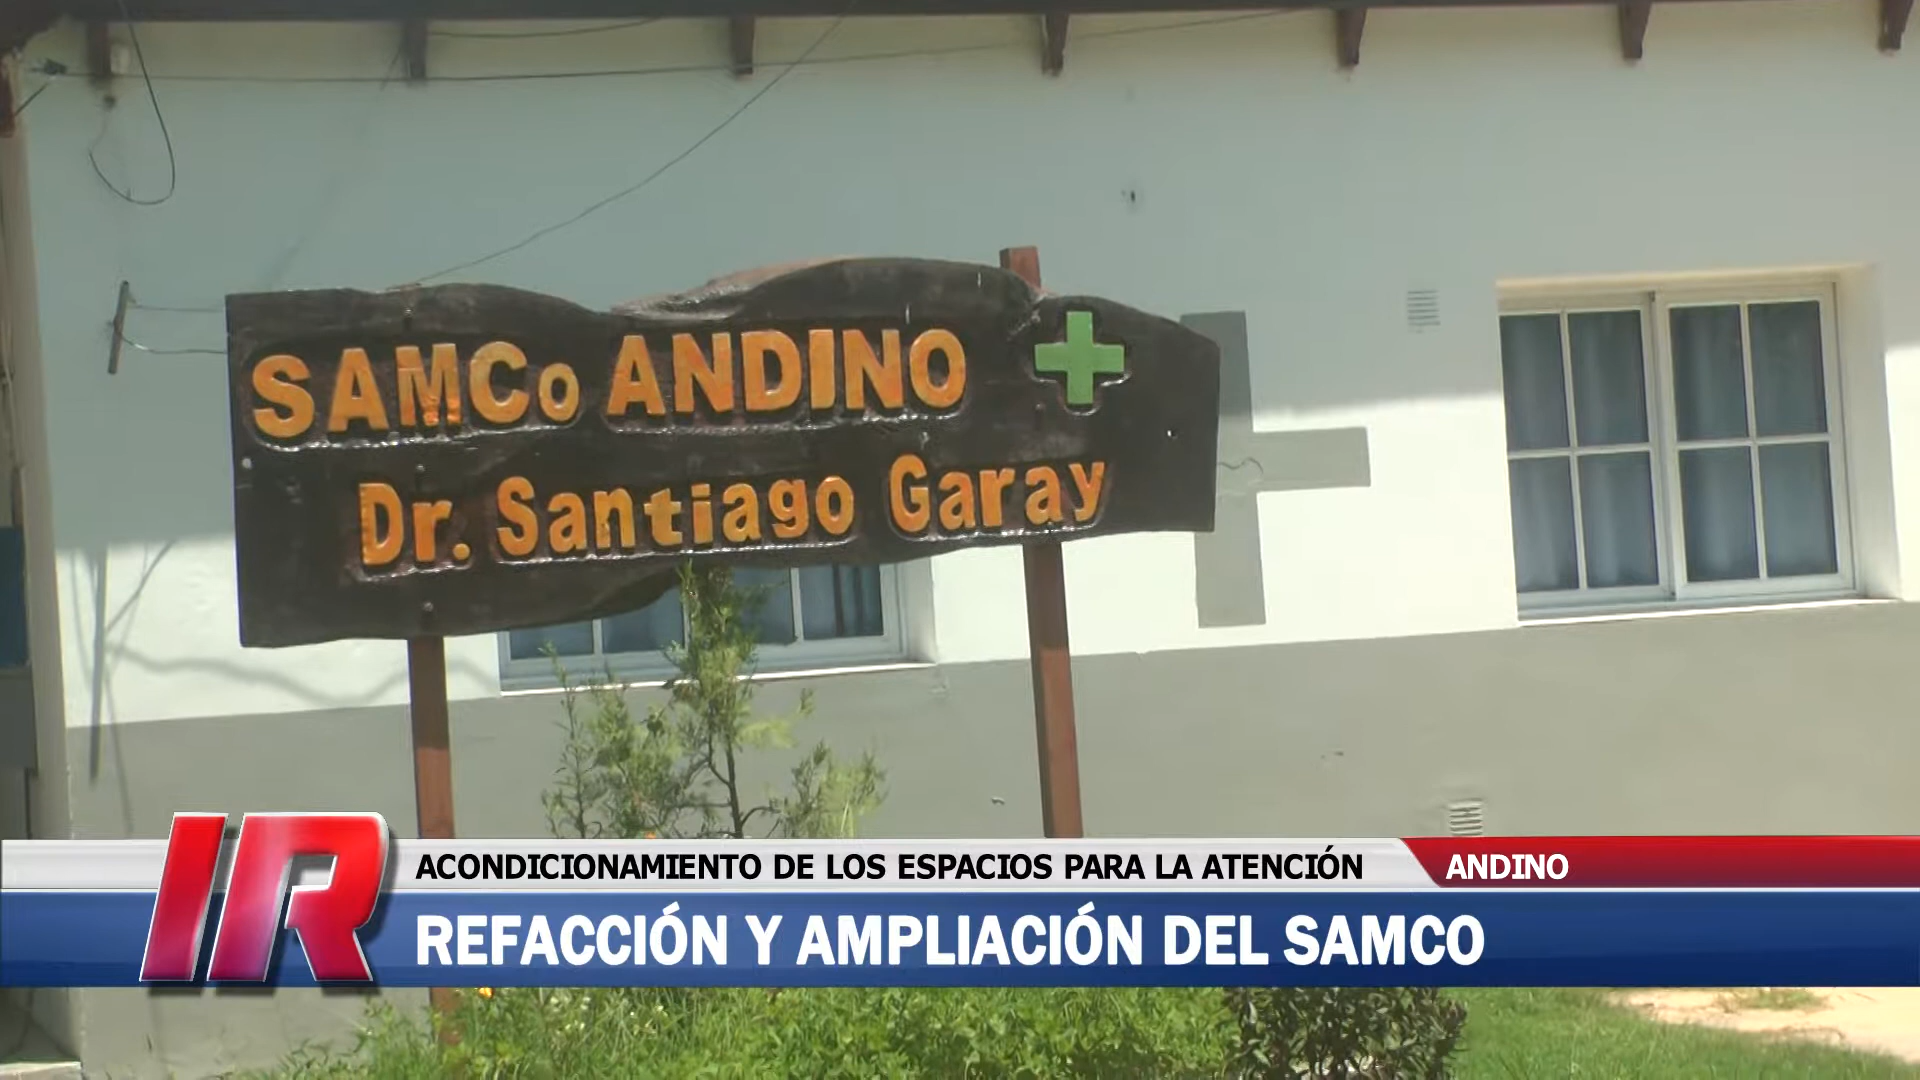 SAMCo ANDINO
Dr. Santiago Garay
IR
ACONDICIONAMIENTO DE LOS ESPACIOS PARA LA ATENCIÓN
ANDINO
REFACCIÓN Y AMPLIACIÓN DEL SAMCO